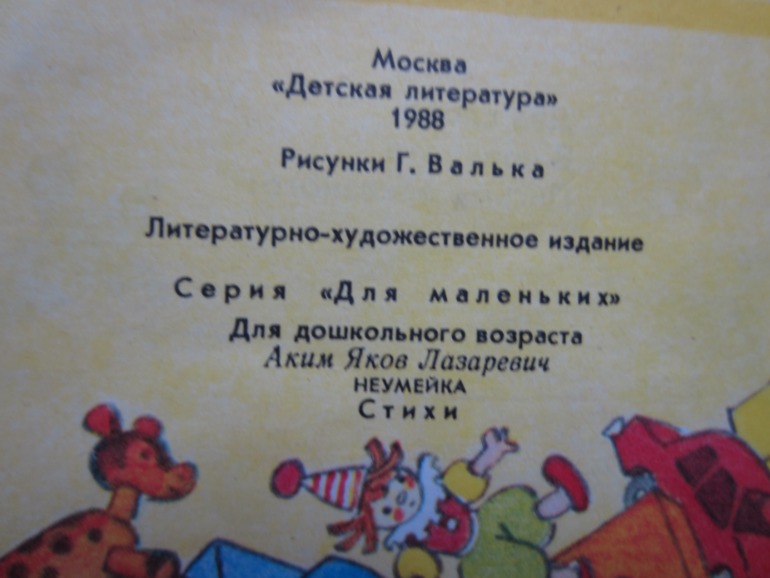 Москва
«Детская литература»
1988
Рисунки Г. Валька
Литературно-художественное издание
Серия «Для маленьких»
Для дошкольного возраста
Аким Яков Лазаревич
НЕУМЕЙКА
Стихи